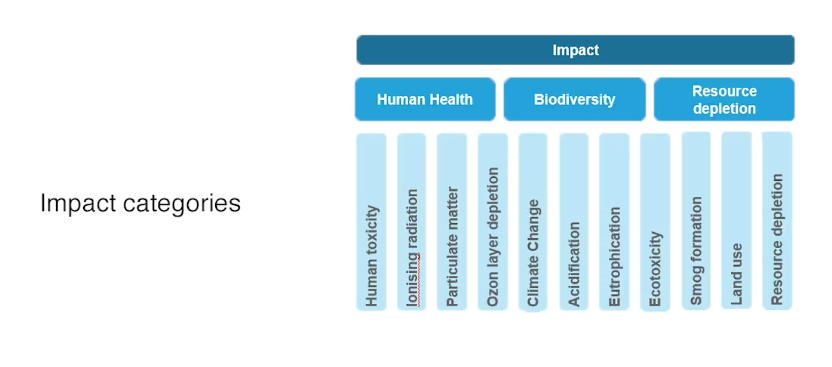 Impact
Human Health
Biodiversity
Resource
depletion
Impact categories
Human toxicity
Ionising radiation
Particulate matter
Ozon layer depletion
Climate Change
Acidification
Eutrophication
Ecotoxicity
Smog formation
Land use
Resource depletion